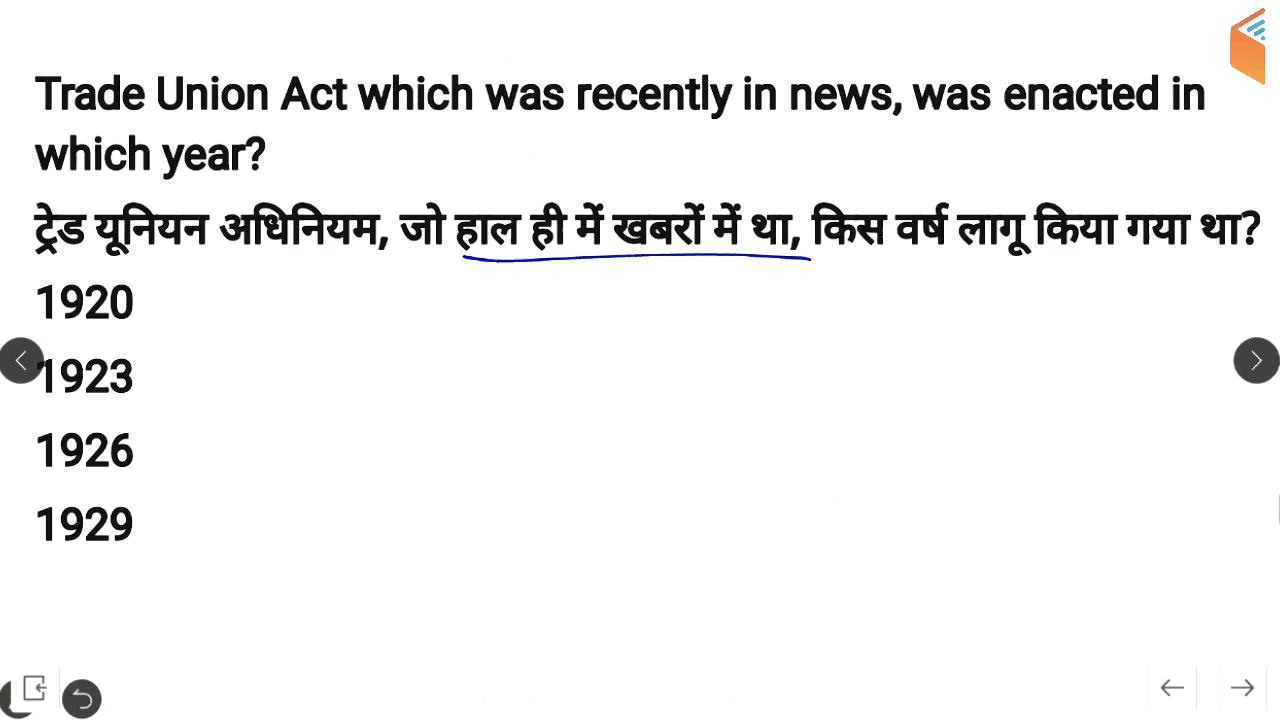 Trade Union Act which was recently in news, was enacted in
which year?
ट्रेड यूनियन अधिनियम, जो हाल ही में खबरों में था, किस वर्ष लागू किया गया था?
1920
1923
1926
1929